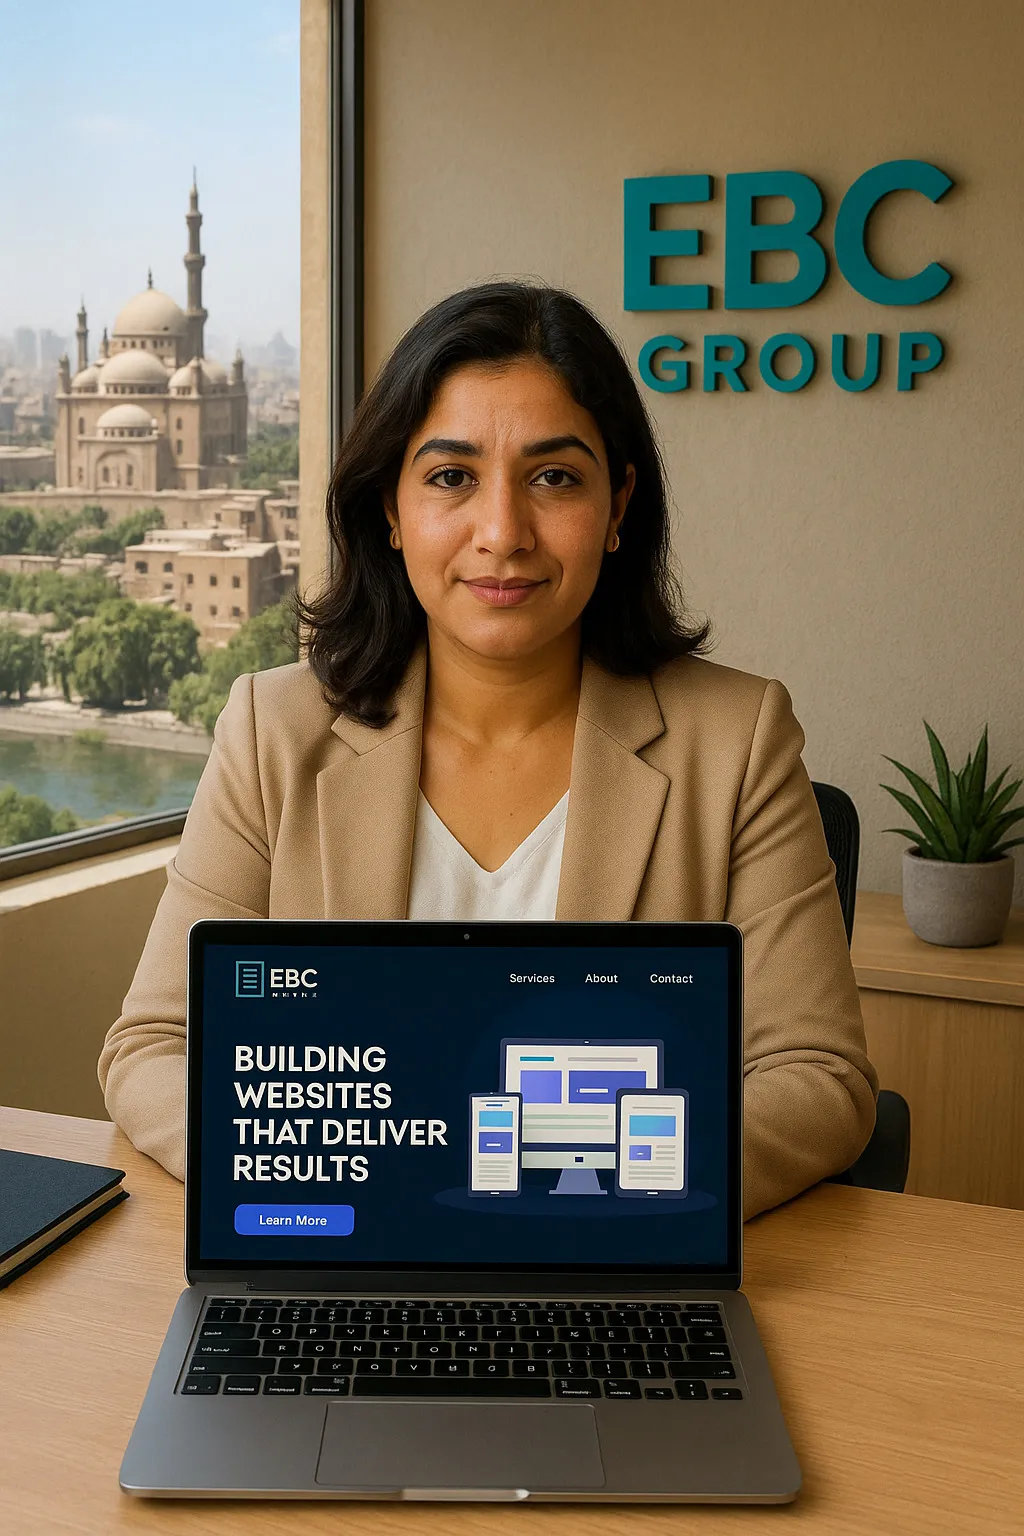 EBC
GROUP
EBC
Services About Contact
BUILDING
WEBSITES
THAT DELIVER
RESULTS
Learn More